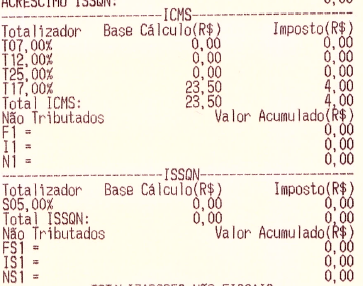 ACRÉSCIMO ISSQN: 0,00
--------------------ICMS--------------------
Totalizador Base Cálculo(R$) Imposto(R$)
T07,00% 0,00 0,00
T12,00% 0,00 0,00
T25,00% 0,00 0,00
T17,00% 23,50 4,00
Total ICMS: 23,50 4,00
Não Tributados Valor Acumulado(R$)
F1 = 0,00
I1 = 0,00
N1 = 0,00
--------------------ISSQN-------------------
Totalizador Base Cálculo(R$) Imposto(R$)
S05,00% 0,00 0,00
Total ISSQN: 0,00 0,00
Não Tributados Valor Acumulado(R$)
FS1 = 0,00
IS1 = 0,00
NS1 = 0,00
TOTALIZADORES NÃO FISCAIS